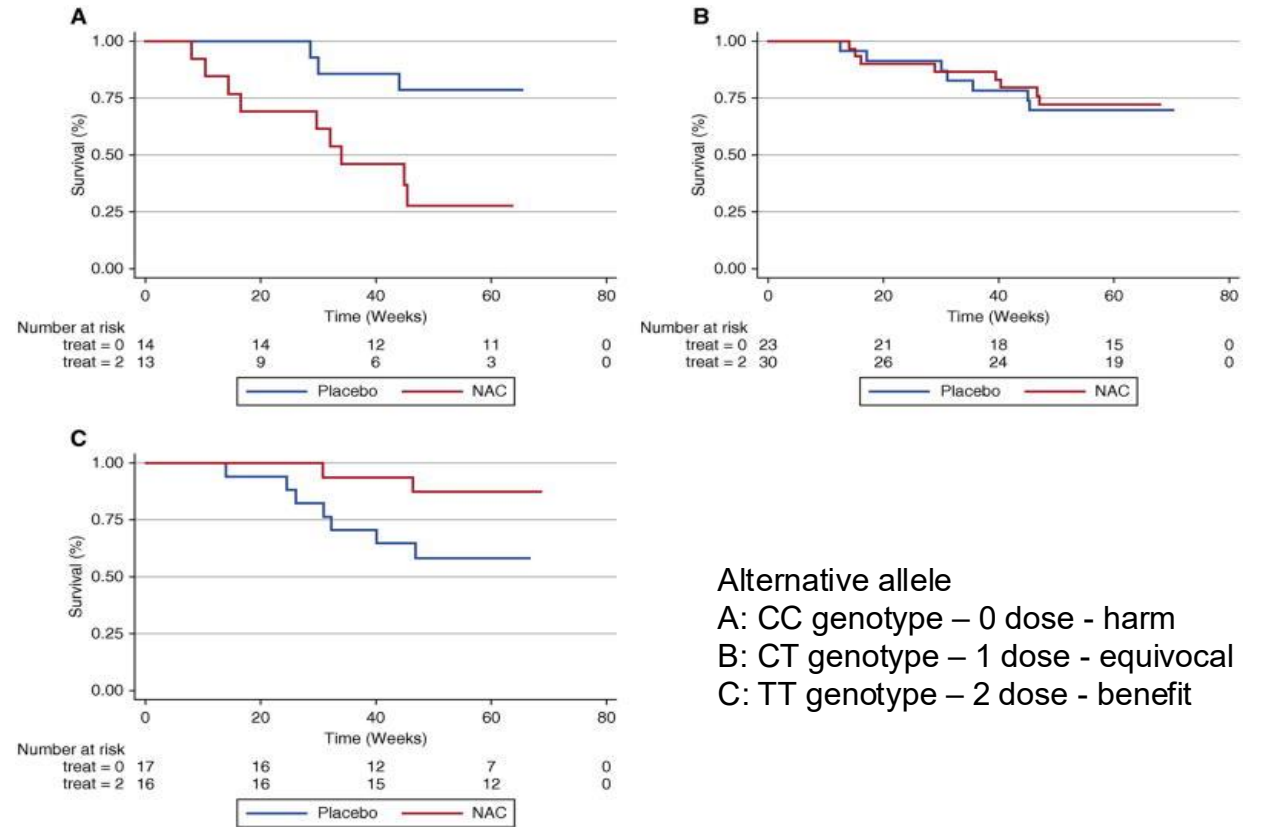 A
1.00
0.75
0.50
0.25
0.00
Survival (%)
0 20 40 60 80
Time (Weeks)
Number at risk
treat = 0 14 14 12 11 0
treat = 2 13 9 6 3 0
Placebo NAC
B
1.00
0.75
0.50
0.25
0.00
Survival (%)
0 20 40 60 80
Time (Weeks)
Number at risk
treat = 0 23 21 18 15 0
treat = 2 30 26 24 19 0
Placebo NAC
C
1.00
0.75
0.50
0.25
0.00
Survival (%)
0 20 40 60 80
Time (Weeks)
Number at risk
treat = 0 17 16 12 7 0
treat = 2 16 16 15 12 0
Placebo NAC
Alternative allele
A: CC genotype – 0 dose - harm
B: CT genotype – 1 dose - equivocal
C: TT genotype – 2 dose - benefit